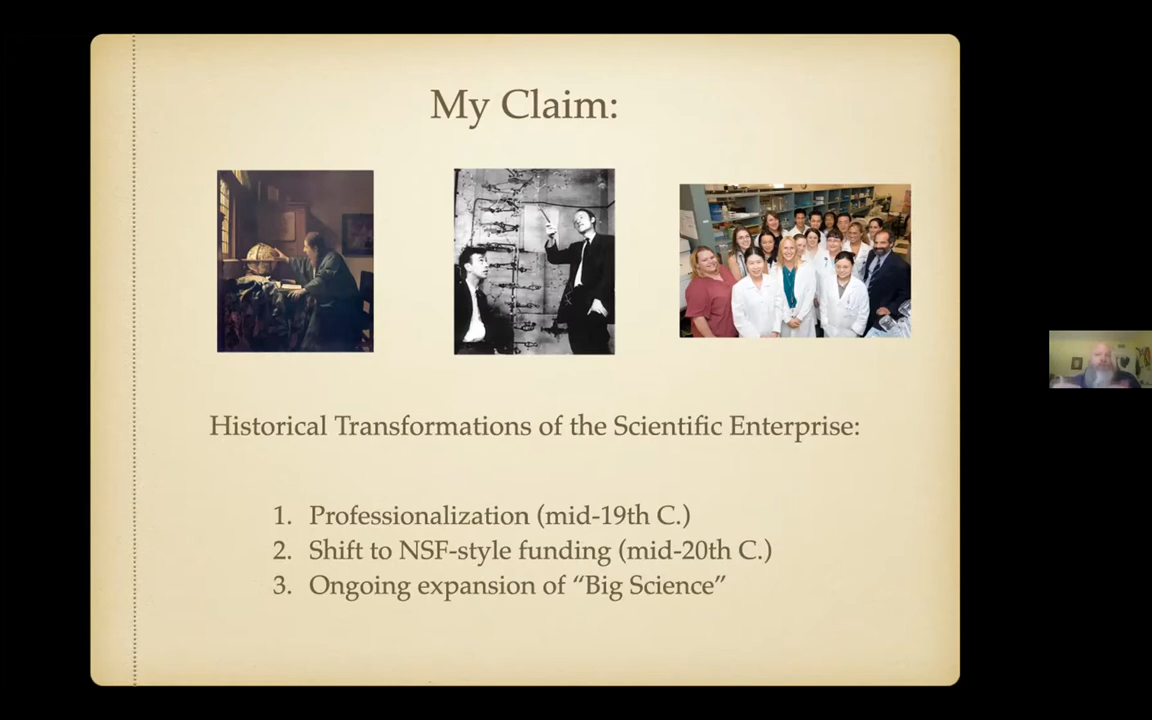 My Claim:
Historical Transformations of the Scientific Enterprise:
1. Professionalization (mid-19th C.)
2. Shift to NSF-style funding (mid-20th C.)
3. Ongoing expansion of “Big Science”